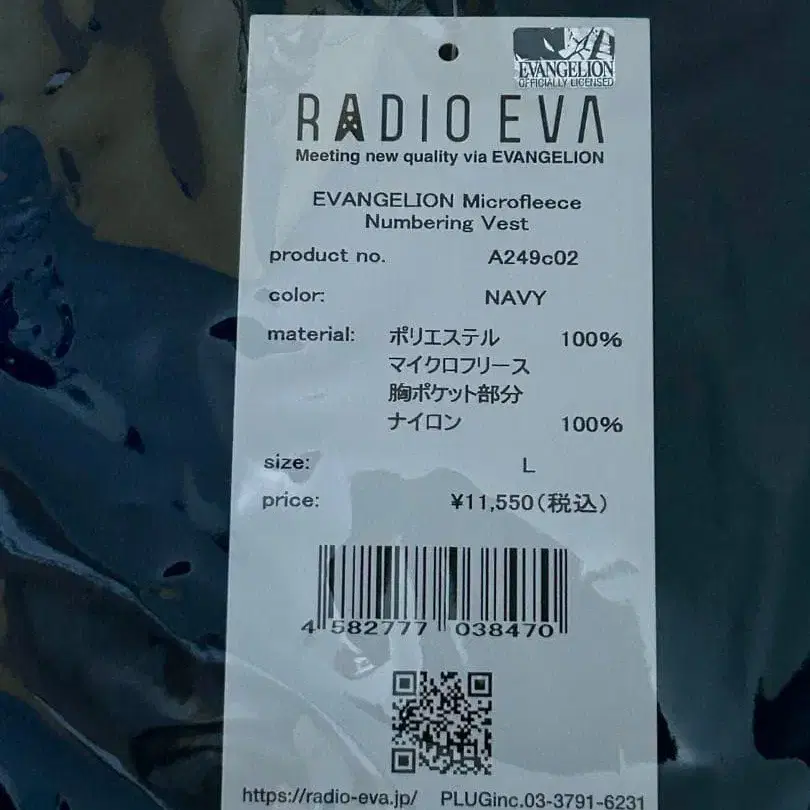 EVANGELION
OFFICIALLY LICENSED
RADIO EVA
Meeting new quality via EVANGELION
EVANGELION Microfleece
Numbering Vest
product no. A249c02
color: NAVY
material: ポリエステル 100%
マイクロフリース
胸ポケット部分
ナイロン 100%
size: L
price: ¥11,550(税込)
4 582777 038470
https://radio-eva.jp/ PLUGinc.03-3791-6231